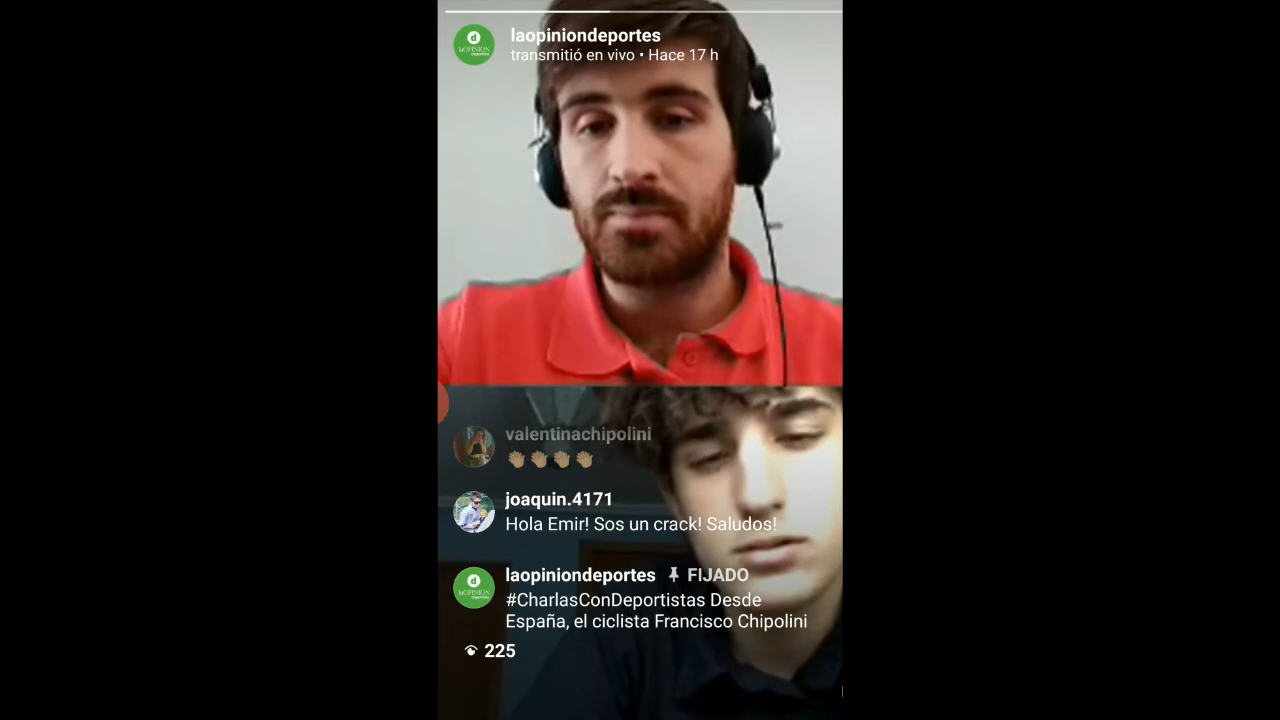 laopiniondeportes
transmitió en vivo • Hace 17 h
valentinachipolini
👏🏼👏🏼👏🏼👏🏼
joaquin.4171
Hola Emir! Sos un crack! Saludos!
laopiniondeportes FIJADO
#CharlasConDeportistas Desde
España, el ciclista Francisco Chipolini
225